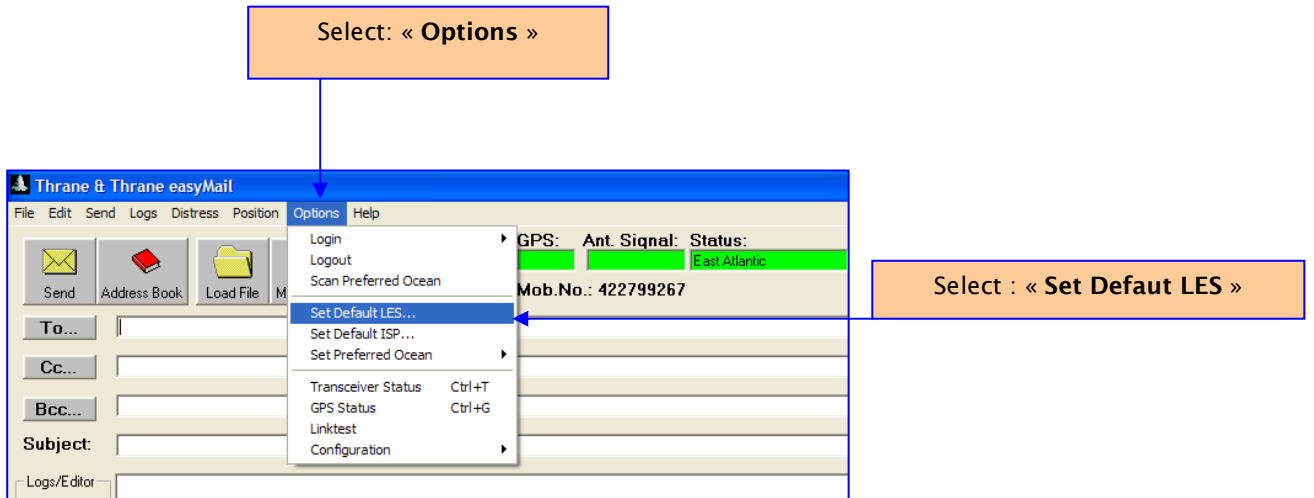 Select: « Options »
Thrane & Thrane easyMail
File Edit Send Logs Distress Position Options Help
Login
Logout
Scan Preferred Ocean
Set Default LES...
Set Default ISP...
Set Preferred Ocean
Transceiver Status Ctrl+T
GPS Status Ctrl+G
Linktest
Configuration
Send Address Book Load File M
GPS: Ant. Signal: Status:
East Atlantic
Mob.No.: 422799267
Select : « Set Defaut LES »
To...
Cc...
Bcc...
Subject:
Logs/Editor